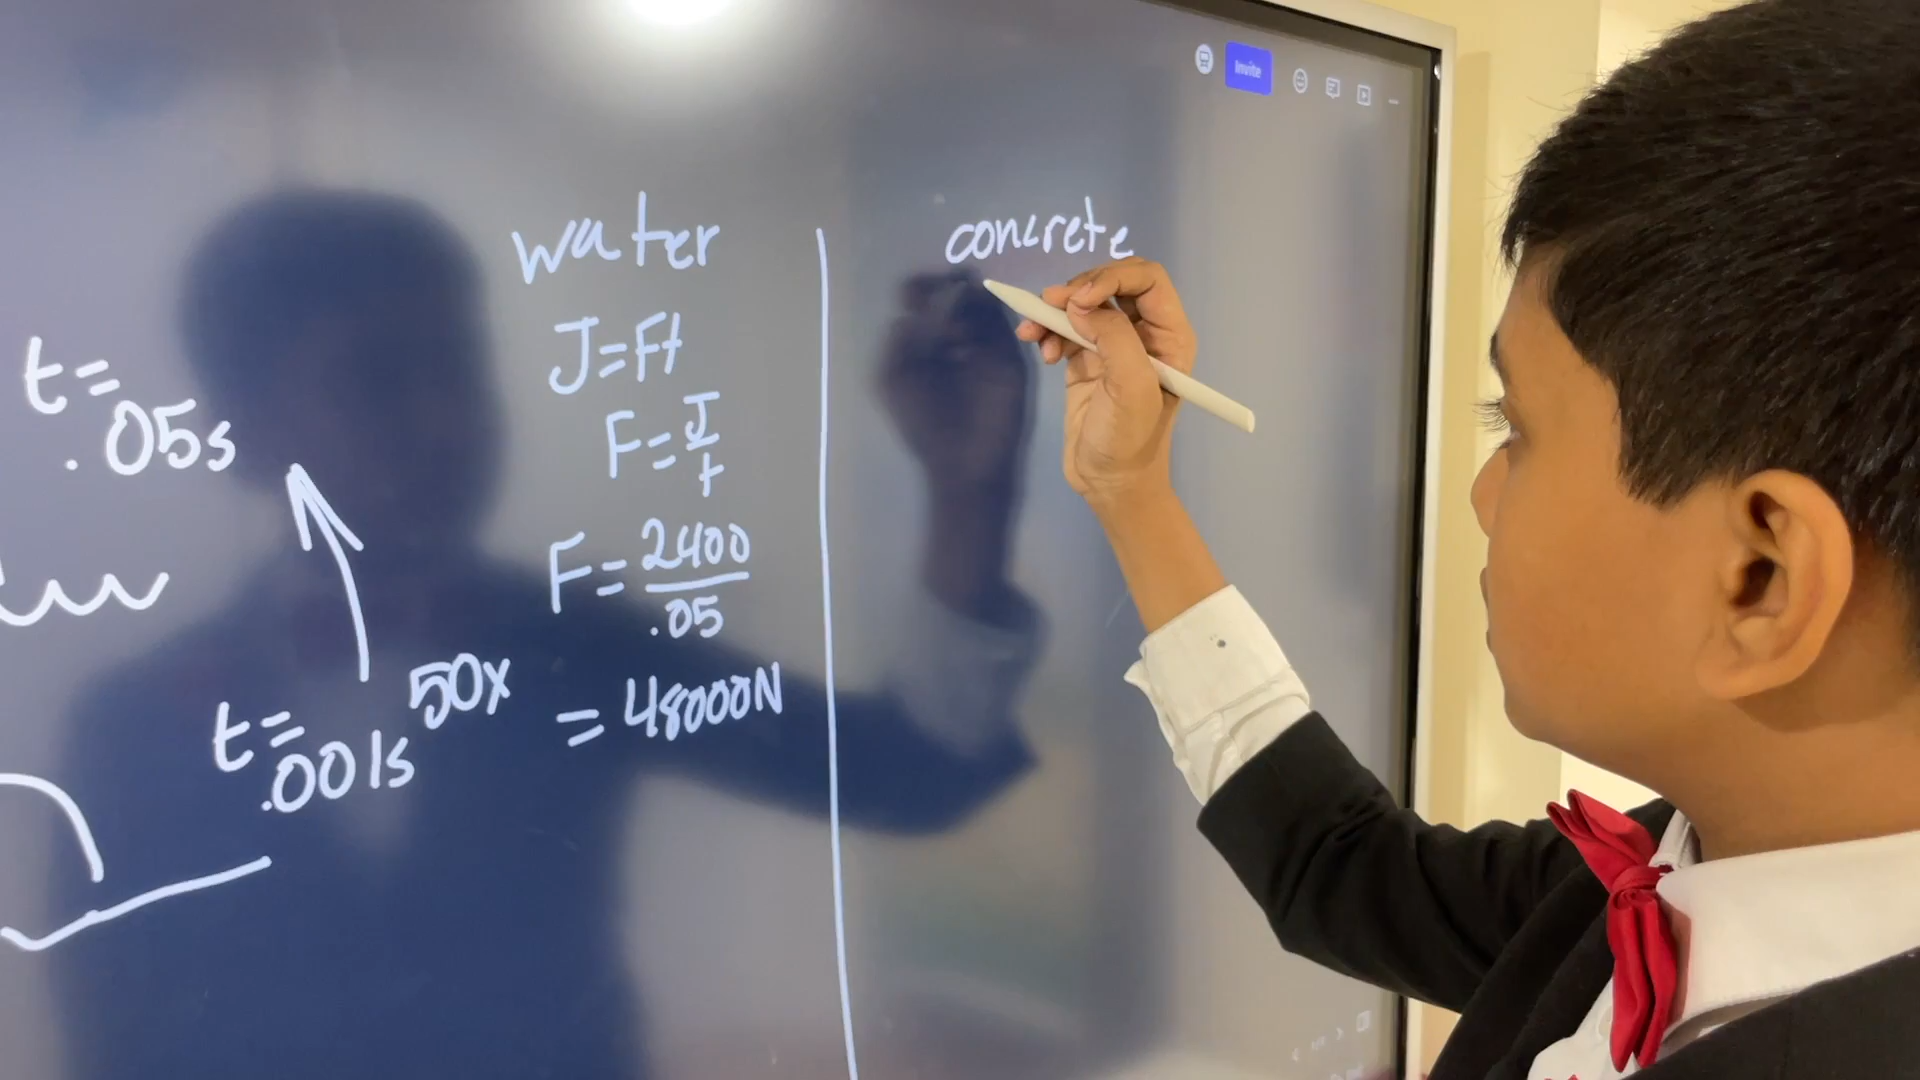 Invite
water
concrete
J=Ft
t=
.05s
F=J/t
F=2400/.05
50x
t=
.001s
=48000N